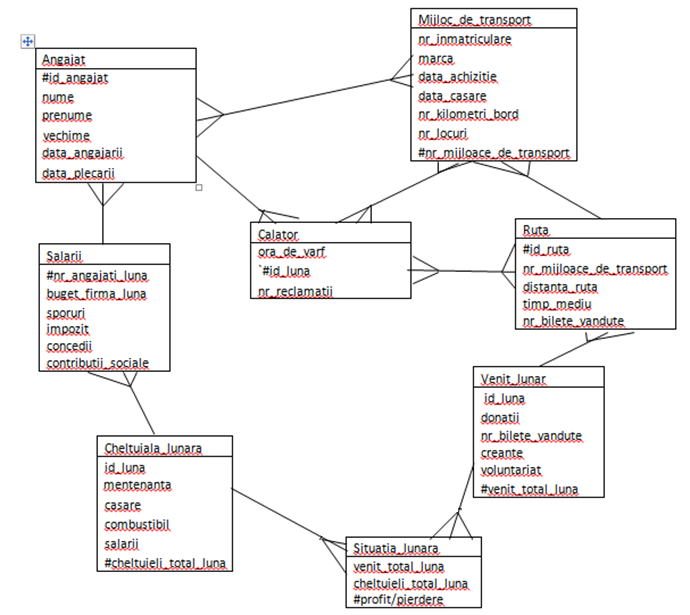 Mijloc_de_transport
nr_inmatriculare
marca
data_achizitie
data_casare
nr_kilometri_bord
nr_locuri
#nr_mijloace_de_transport
Angajat
#id_angajat
nume
prenume
vechime
data_angajarii
data_plecarii
Calator
ora_de_varf
`#id_luna
nr_reclamatii
Ruta
#id_ruta
nr_mijloace_de_transport
distanta_ruta
timp_mediu
nr_bilete_vandute
Salarii
#nr_angajati_luna
buget_firma_luna
sporuri
impozit
concedii
contributii_sociale
Venit_lunar
id_luna
donatii
nr_bilete_vandute
creante
voluntariat
#venit_total_luna
Cheltuiala_lunara
id_luna
mentenanta
casare
combustibil
salarii
#cheltuieli_total_luna
Situatia_lunara
venit_total_luna
cheltuieli_total_luna
#profit/pierdere